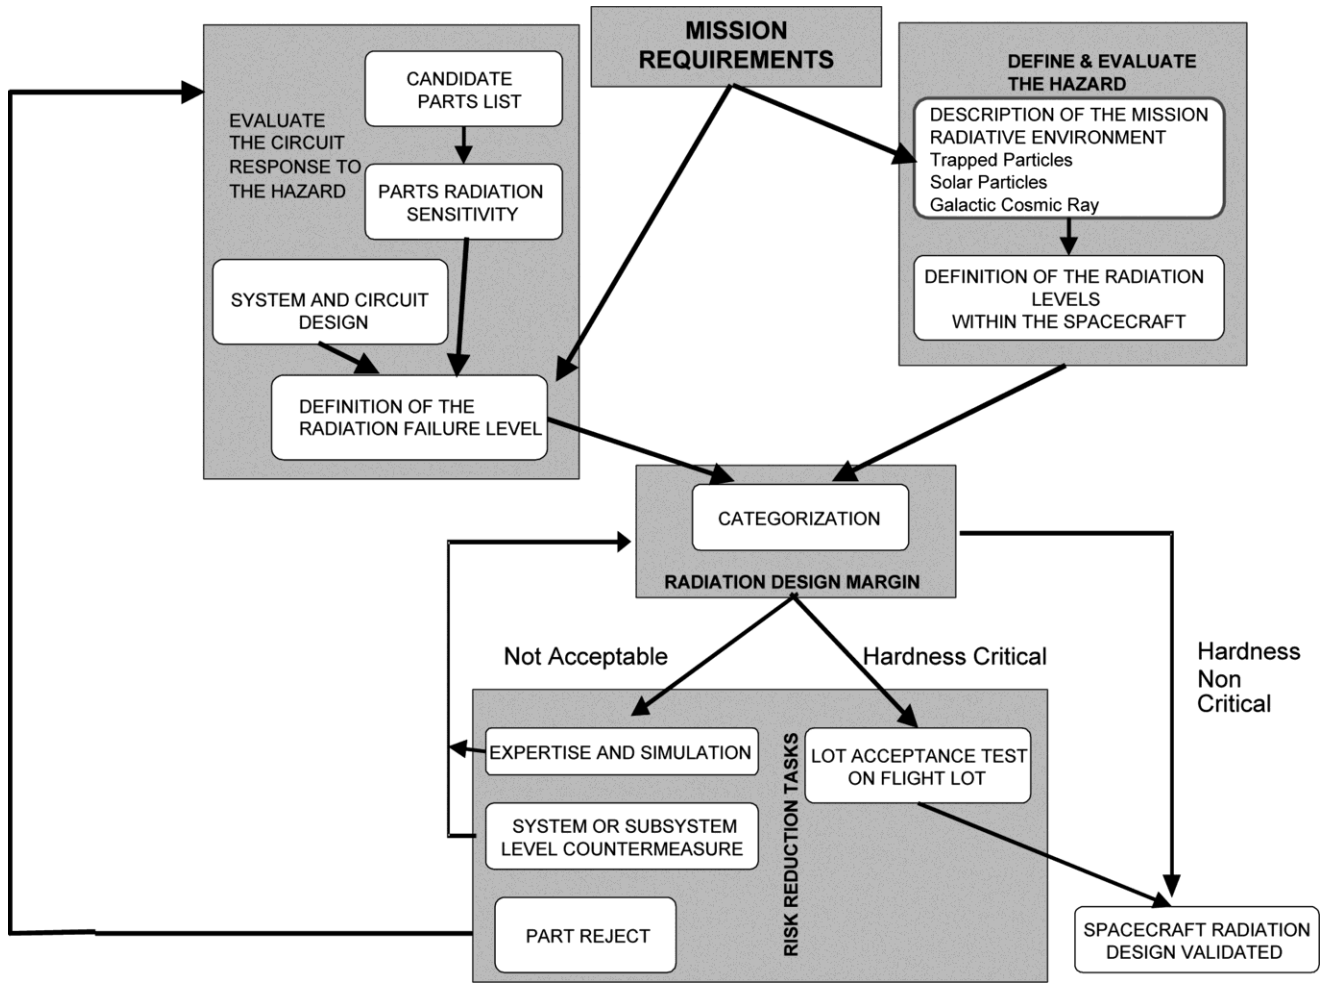 MISSION
REQUIREMENTS
EVALUATE
THE CIRCUIT
RESPONSE TO
THE HAZARD
CANDIDATE
PARTS LIST
PARTS RADIATION
SENSITIVITY
SYSTEM AND CIRCUIT
DESIGN
DEFINITION OF THE
RADIATION FAILURE LEVEL
DEFINE & EVALUATE
THE HAZARD
DESCRIPTION OF THE MISSION
RADIATIVE ENVIRONMENT
Trapped Particles
Solar Particles
Galactic Cosmic Ray
DEFINITION OF THE RADIATION
LEVELS
WITHIN THE SPACECRAFT
CATEGORIZATION
RADIATION DESIGN MARGIN
Not Acceptable
Hardness Critical
Hardness
Non
Critical
EXPERTISE AND SIMULATION
SYSTEM OR SUBSYSTEM
LEVEL COUNTERMEASURE
PART REJECT
RISK REDUCTION TASKS
LOT ACCEPTANCE TEST
ON FLIGHT LOT
SPACECRAFT RADIATION
DESIGN VALIDATED